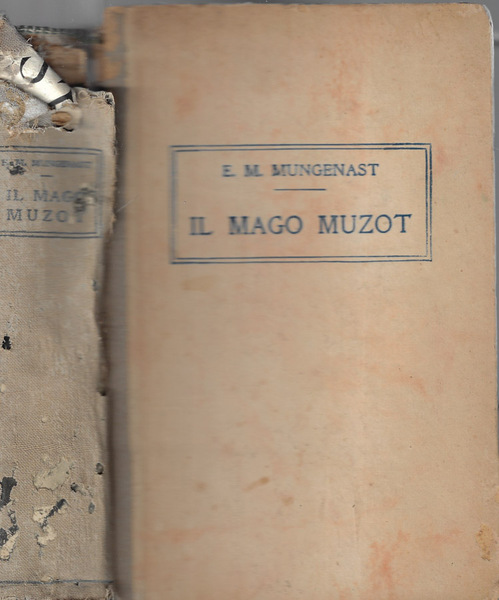 E. M. MUNGENAST
IL MAGO
MUZOT
E. M. MUNGENAST
IL MAGO MUZOT